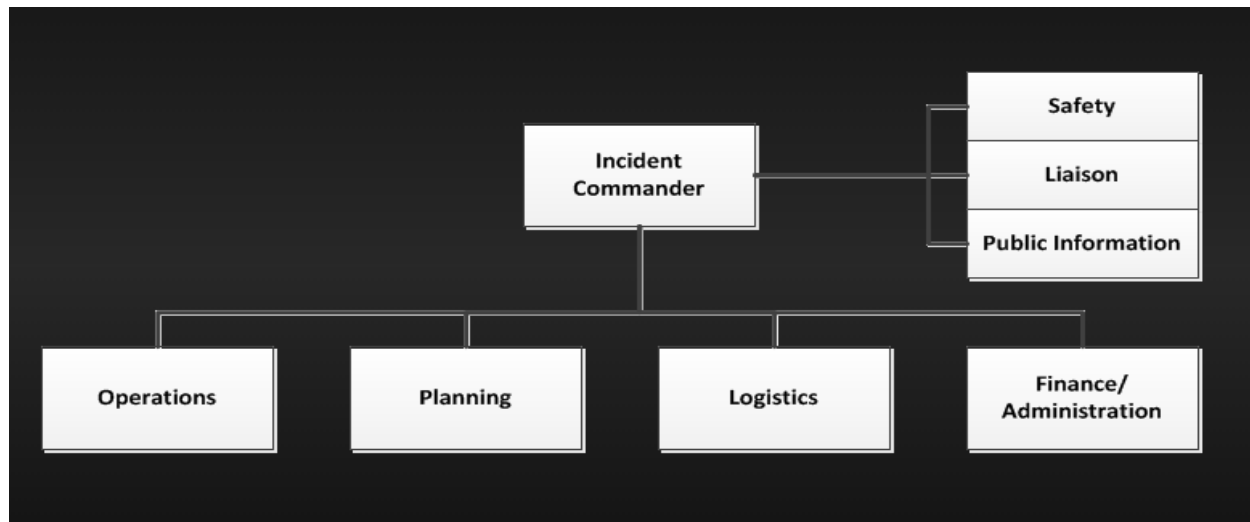 Safety
Incident
Commander
Liaison
Public Information
Operations
Planning
Logistics
Finance/
Administration